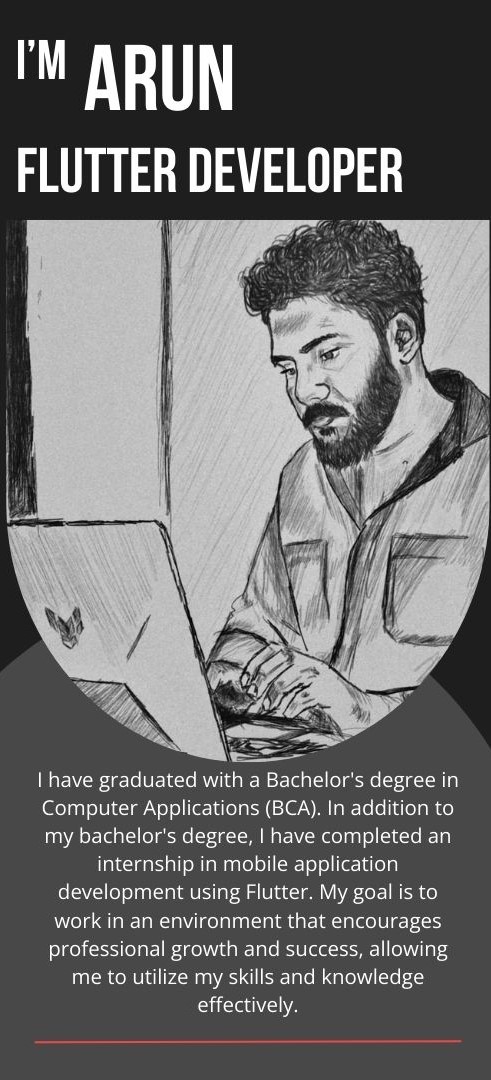 I'M ARUN
FLUTTER DEVELOPER
I have graduated with a Bachelor's degree in
Computer Applications (BCA). In addition to
my bachelor's degree, I have completed an
internship in mobile application
development using Flutter. My goal is to
work in an environment that encourages
professional growth and success, allowing
me to utilize my skills and knowledge
effectively.